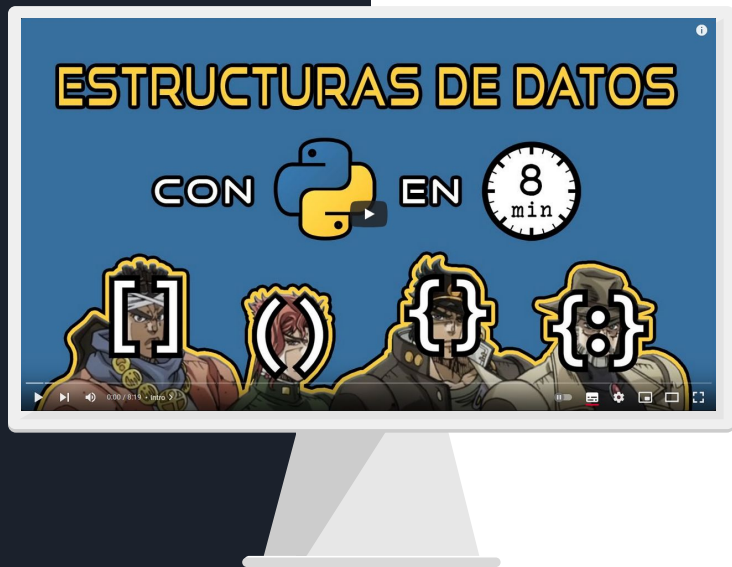 ESTRUCTURAS DE DATOS
CON EN 8 min
[] () {} {:}
0:00 / 8:19 • Intro >